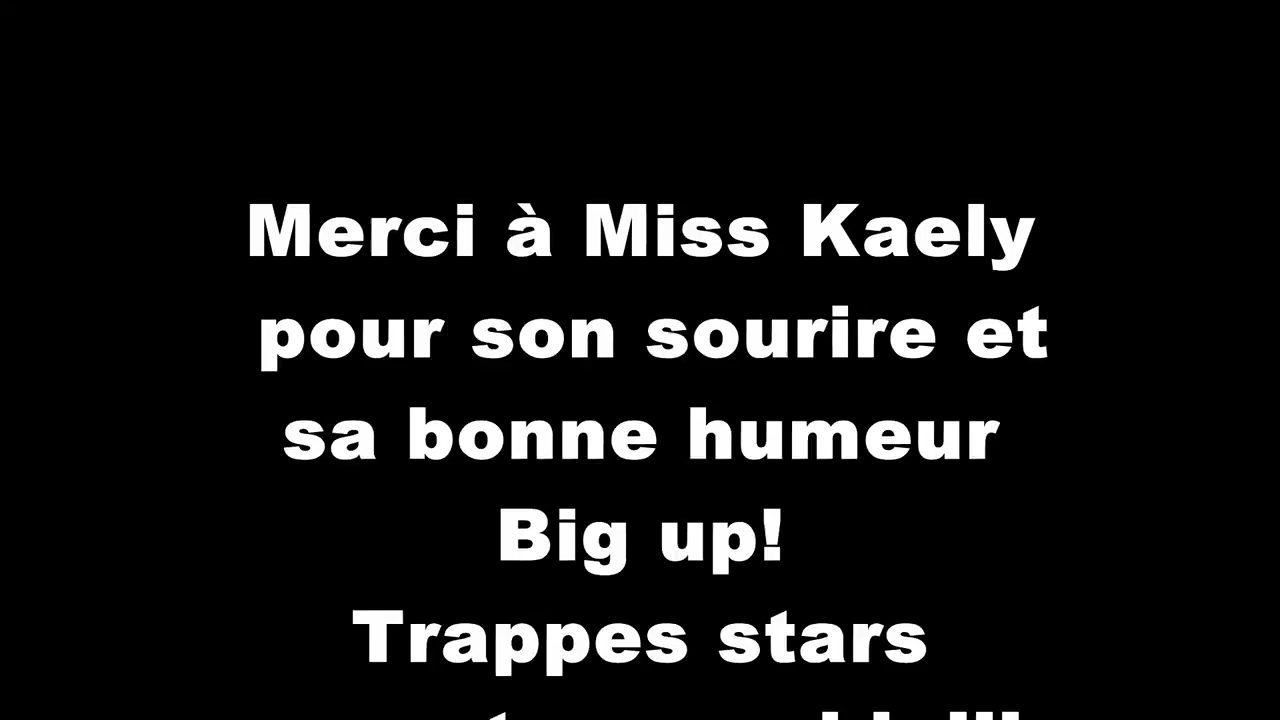 Merci à Miss Kaely
pour son sourire et
sa bonne humeur
Big up!
Trappes stars